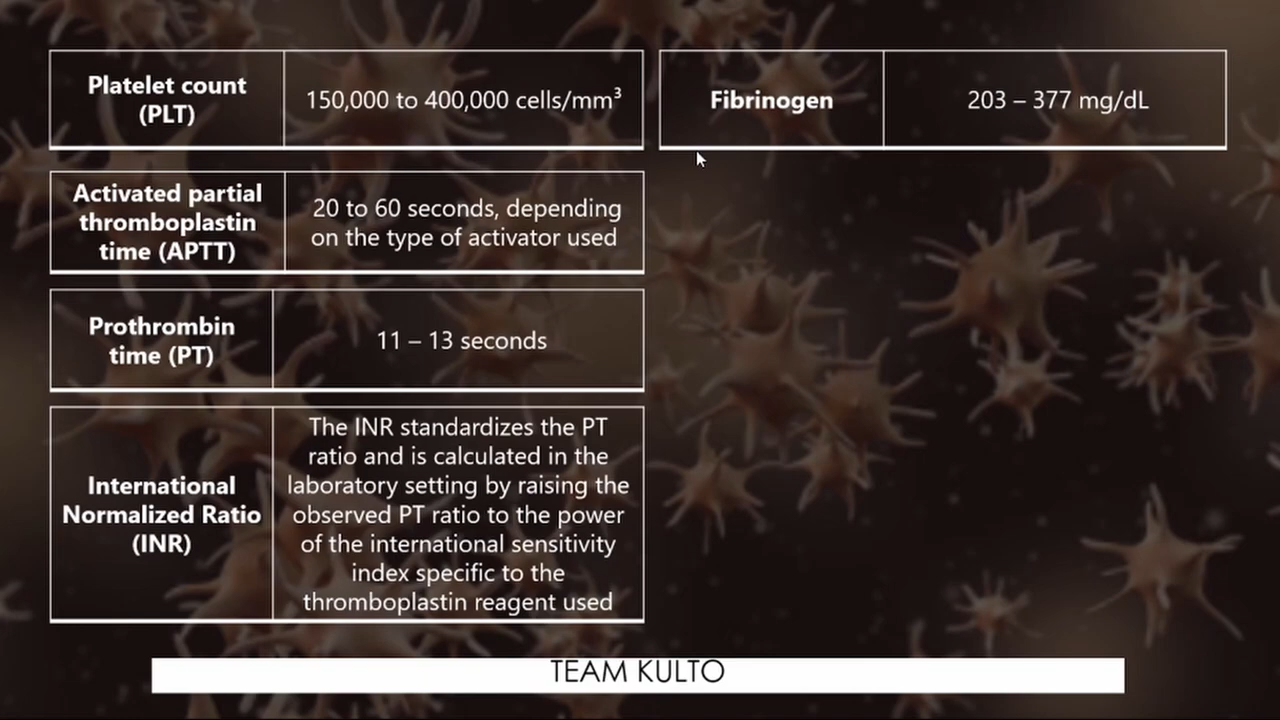 Platelet count
(PLT)
150,000 to 400,000 cells/mm³
Fibrinogen
203 – 377 mg/dL
Activated partial
thromboplastin
time (APTT)
20 to 60 seconds, depending
on the type of activator used
Prothrombin
time (PT)
11 – 13 seconds
International
Normalized Ratio
(INR)
The INR standardizes the PT
ratio and is calculated in the
laboratory setting by raising the
observed PT ratio to the power
of the international sensitivity
index specific to the
thromboplastin reagent used
TEAM KULTO